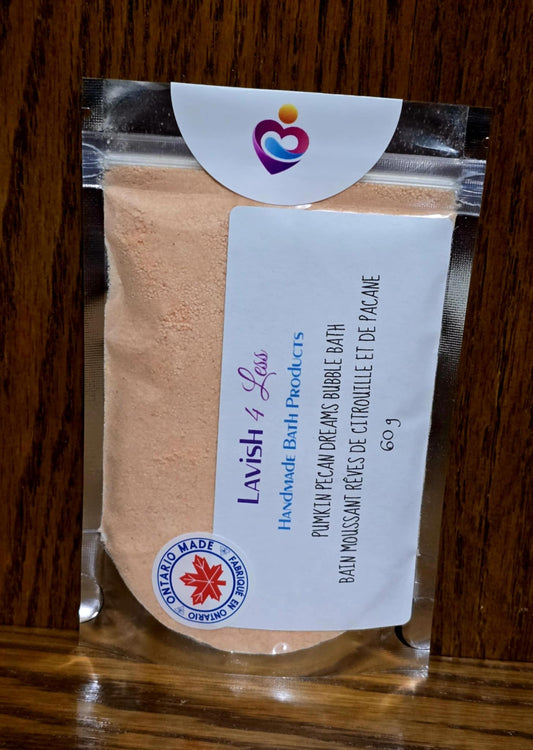 Lavish 4 Less
Handmade Bath Products
PUMKIN PECAN DREAMS BUBBLE BATH
BAIN MOUSSANT RÊVES DE CITROUILLE ET DE PACANE
60 g
ONTARIO MADE
FABRIQUÉ EN ONTARIO